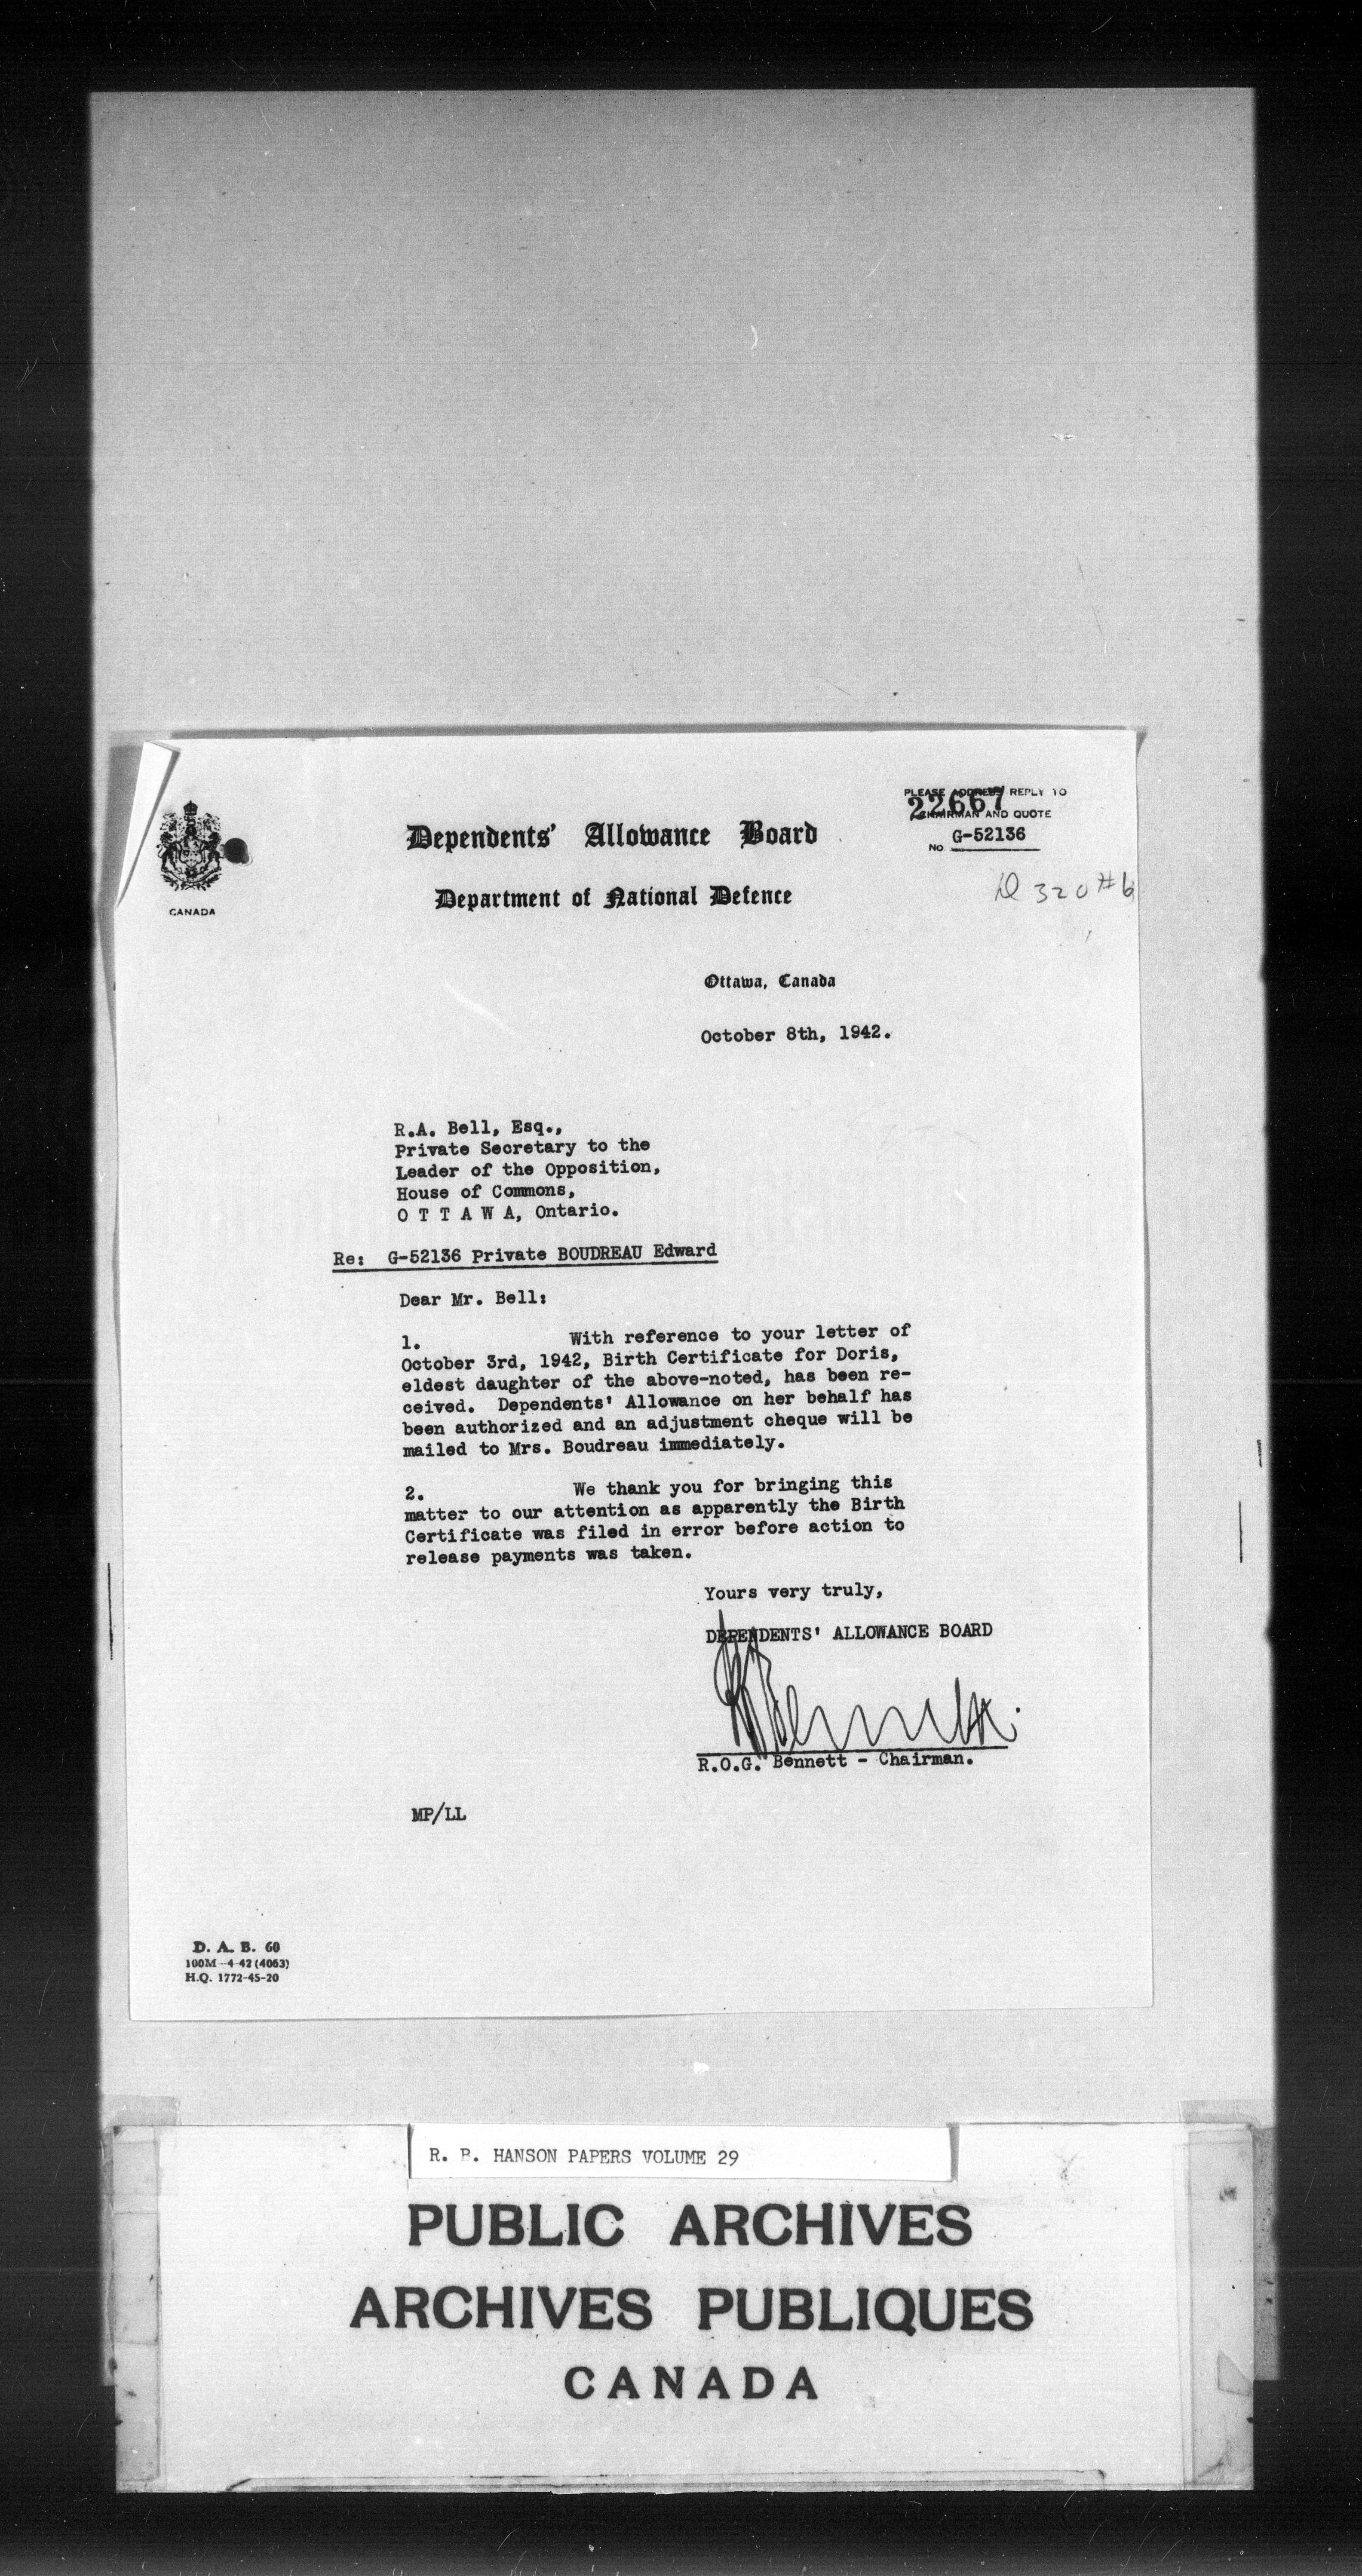 PLEASE ADDRESS REPLY TO
22667
CHAIRMAN AND QUOTE
No G-52136
D 320 #6
CANADA
Dependents' Allowance Board
Department of National Defence
Ottawa, Canada
October 8th, 1942.
R.A. Bell, Esq.,
Private Secretary to the
Leader of the Opposition,
House of Commons,
O T T A W A, Ontario.
Re: G-52136 Private BOUDREAU Edward
Dear Mr. Bell:
1. With reference to your letter of
October 3rd, 1942, Birth Certificate for Doris,
eldest daughter of the above-noted, has been re-
ceived. Dependents' Allowance on her behalf has
been authorized and an adjustment cheque will be
mailed to Mrs. Boudreau immediately.
2. We thank you for bringing this
matter to our attention as apparently the Birth
Certificate was filed in error before action to
release payments was taken.
Yours very truly,
DEPENDENTS' ALLOWANCE BOARD
R.O.G. Bennett - Chairman.
MP/LL
D. A. B. 60
100M-4-42 (4063)
H.Q. 1772-45-20
R. B. HANSON PAPERS VOLUME 29
PUBLIC ARCHIVES
ARCHIVES PUBLIQUES
CANADA